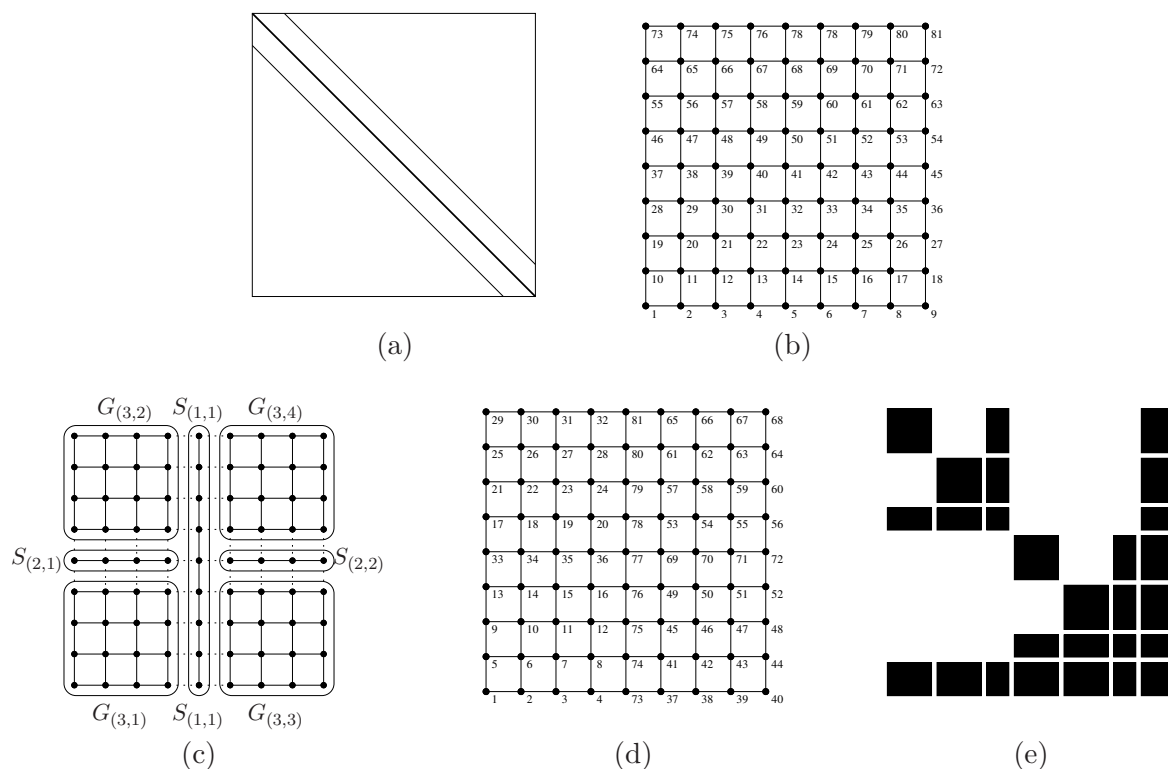 73 74 75 76 78 78 79 80 81
64 65 66 67 68 69 70 71 72
55 56 57 58 59 60 61 62 63
46 47 48 49 50 51 52 53 54
37 38 39 40 41 42 43 44 45
28 29 30 31 32 33 34 35 36
19 20 21 22 23 24 25 26 27
10 11 12 13 14 15 16 17 18
1 2 3 4 5 6 7 8 9
(a)
(b)
G(3,2) S(1,1) G(3,4)
S(2,1) S(2,2)
G(3,1) S(1,1) G(3,3)
29 30 31 32 81 65 66 67 68
25 26 27 28 80 61 62 63 64
21 22 23 24 79 57 58 59 60
17 18 19 20 78 53 54 55 56
33 34 35 36 77 69 70 71 72
13 14 15 16 76 49 50 51 52
9 10 11 12 75 45 46 47 48
5 6 7 8 74 41 42 43 44
1 2 3 4 73 37 38 39 40
(c)
(d)
(e)